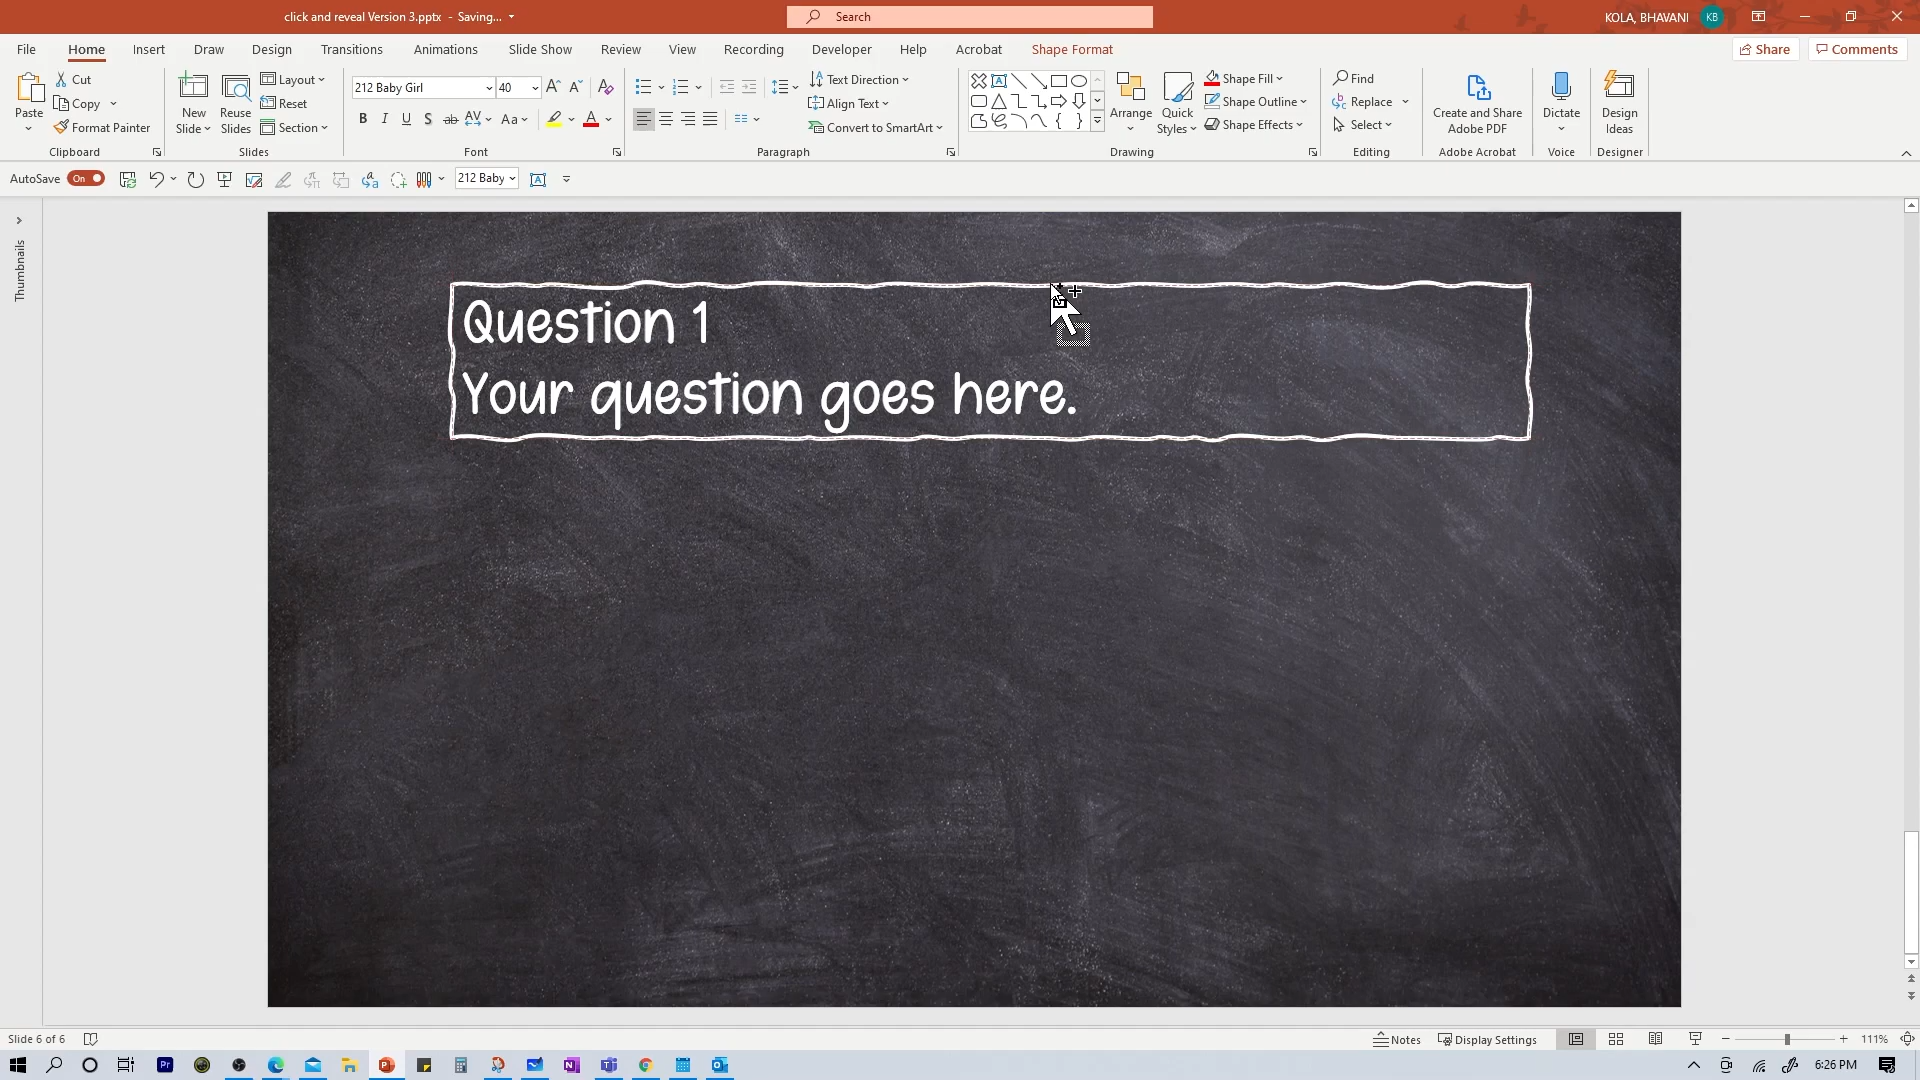 click and reveal Version 3.pptx - Saving...
Search
KOLA, BHAVANI
KB
File Home Insert Draw Design Transitions Animations Slide Show Review View Recording Developer Help Acrobat Shape Format
Share Comments
Paste
Cut
Copy
Format Painter
Clipboard
New Slide
Reuse Slides
Layout
Reset
Section
Slides
212 Baby Girl 40
B I U S ab AV Aa A
Font
Text Direction
Align Text
Convert to SmartArt
Paragraph
Arrange
Quick Styles
Shape Fill
Shape Outline
Shape Effects
Drawing
Find
Replace
Select
Editing
Create and Share Adobe PDF
Adobe Acrobat
Dictate
Voice
Design Ideas
Designer
AutoSave On
212 Baby
Thumbnails
Question 1
Your question goes here.
Slide 6 of 6
Notes Display Settings 111%
6:26 PM